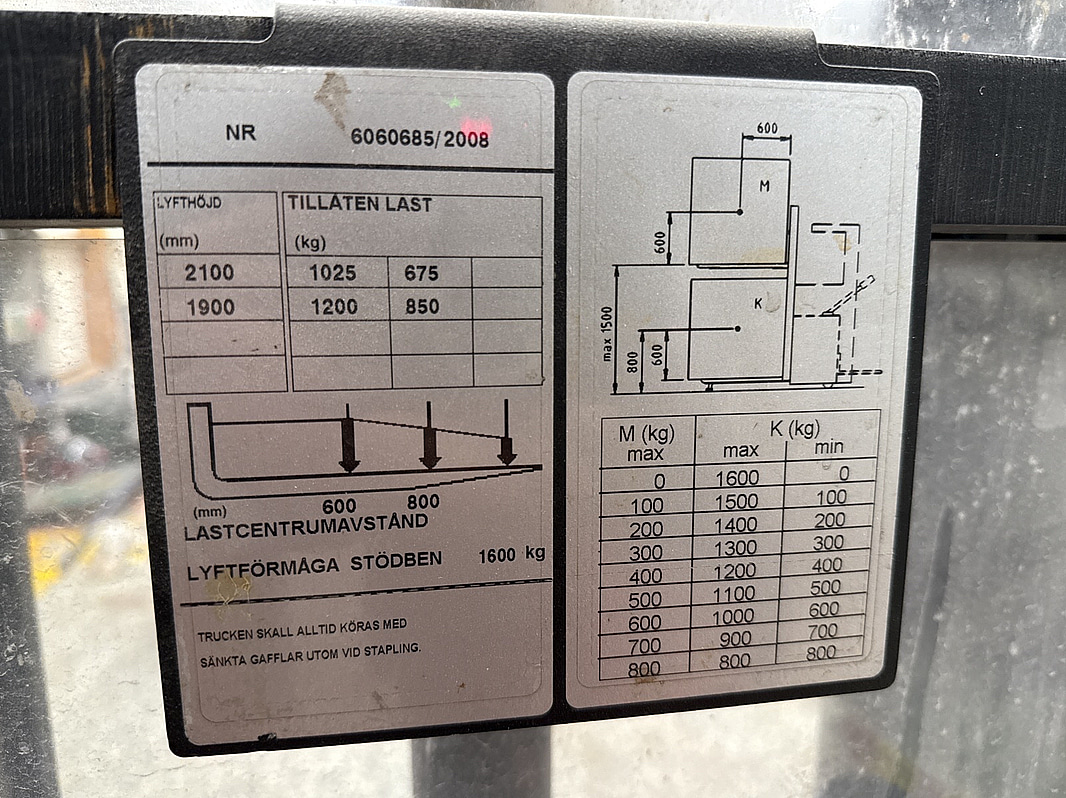 NR 6060685/2008
LYFTHÖJD TILLÅTEN LAST
(mm) (kg)
2100 1025 675
1900 1200 850
(mm) 600 800
LASTCENTRUMAVSTÅND
LYFTFÖRMÅGA STÖDBEN 1600 kg
TRUCKEN SKALL ALLTID KÖRAS MED
SÄNKTA GAFFLAR UTOM VID STAPLING.
600
M
600
K
max 1500
800
600
M (kg) K (kg)
max max min
0 1600 0
100 1500 100
200 1400 200
300 1300 300
400 1200 400
500 1100 500
600 1000 600
700 900 700
800 800 800